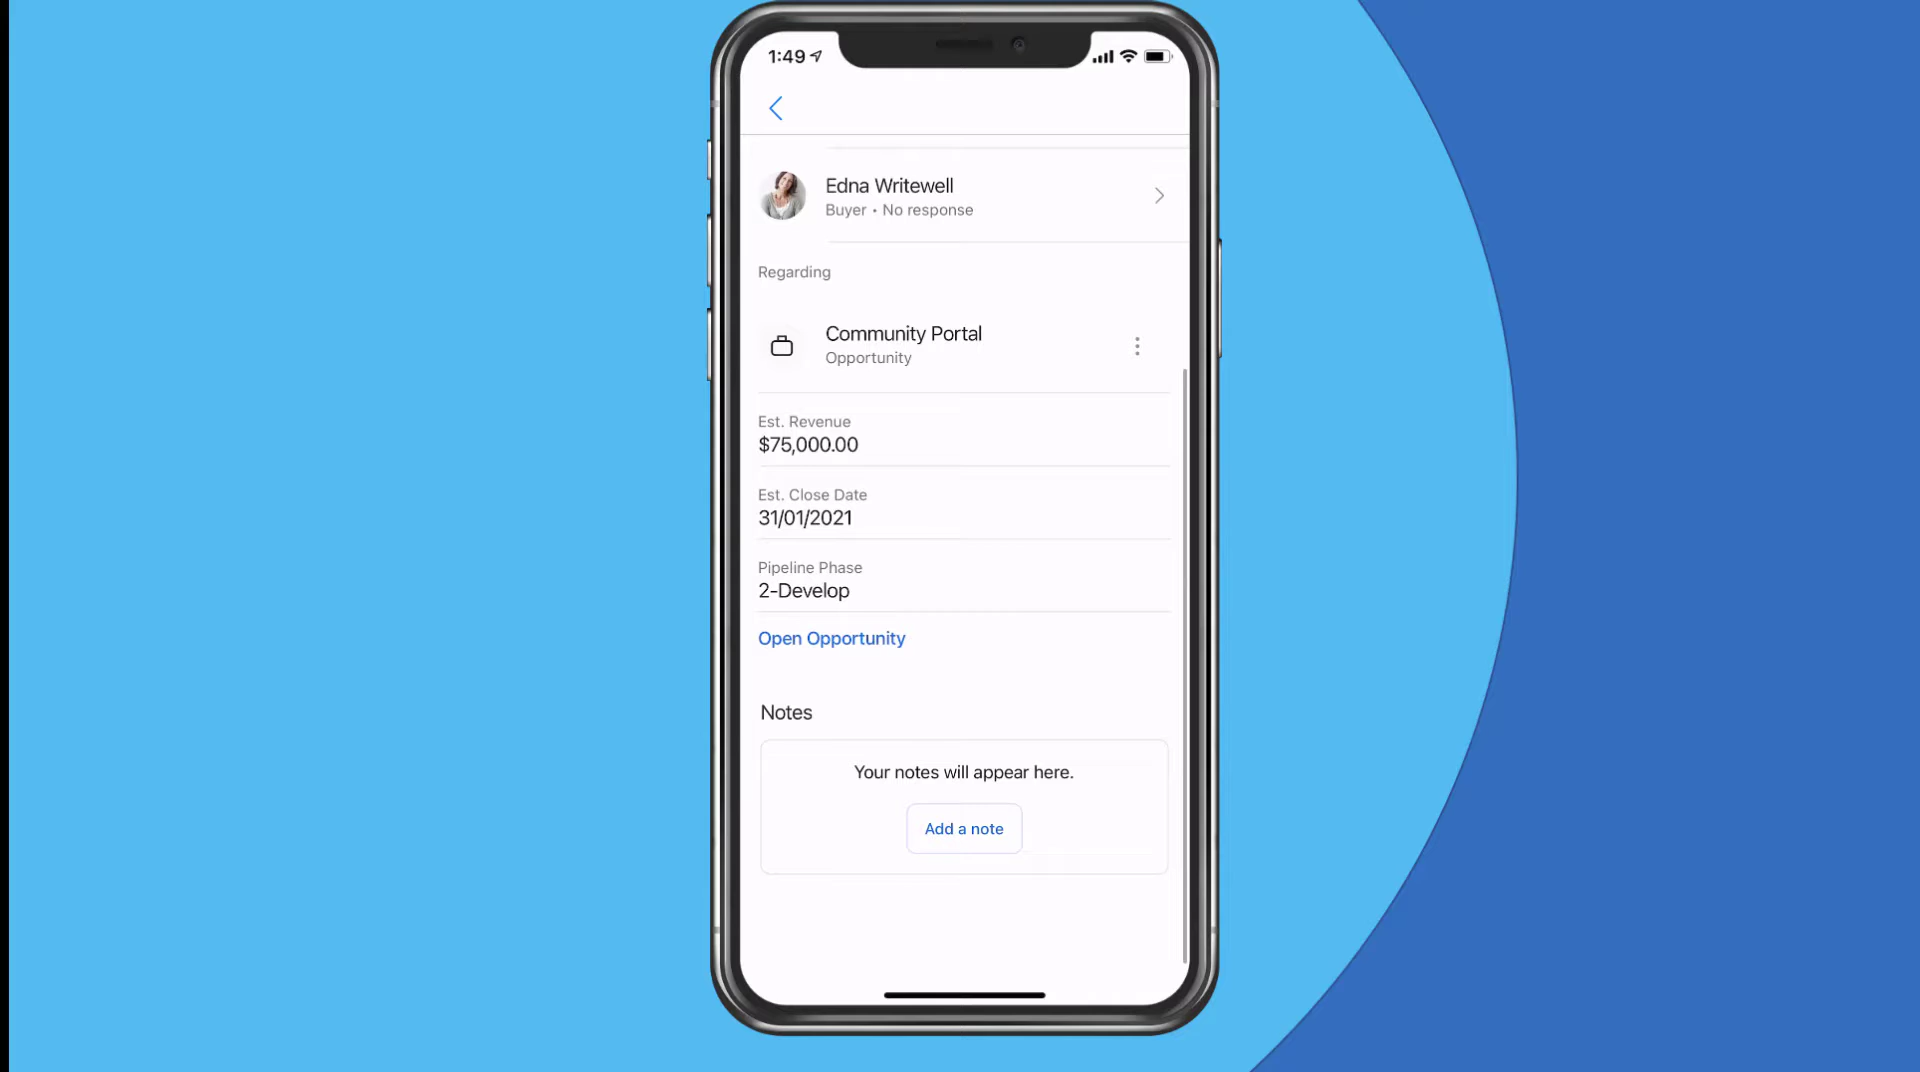 1:49
Edna Writewell
Buyer • No response
Regarding
Community Portal
Opportunity
Est. Revenue
$75,000.00
Est. Close Date
31/01/2021
Pipeline Phase
2-Develop
Open Opportunity
Notes
Your notes will appear here.
Add a note